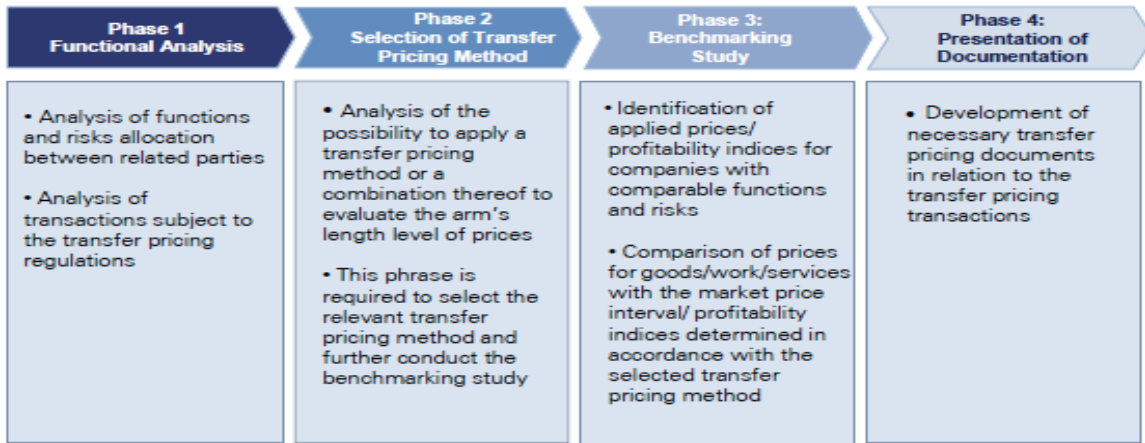 Phase 1
Functional Analysis
• Analysis of functions
and risks allocation
between related parties
• Analysis of
transactions subject to
the transfer pricing
regulations
Phase 2
Selection of Transfer
Pricing Method
• Analysis of the
possibility to apply a
transfer pricing
method or a
combination thereof to
evaluate the arm's
length level of prices
• This phrase is
required to select the
relevant transfer
pricing method and
further conduct the
benchmarking study
Phase 3:
Benchmarking
Study
• Identification of
applied prices/
profitability indices for
companies with
comparable functions
and risks
• Comparison of prices
for goods/work/services
with the market price
interval/ profitability
indices determined in
accordance with the
selected transfer
pricing method
Phase 4:
Presentation of
Documentation
• Development of
necessary transfer
pricing documents
in relation to the
transfer pricing
transactions